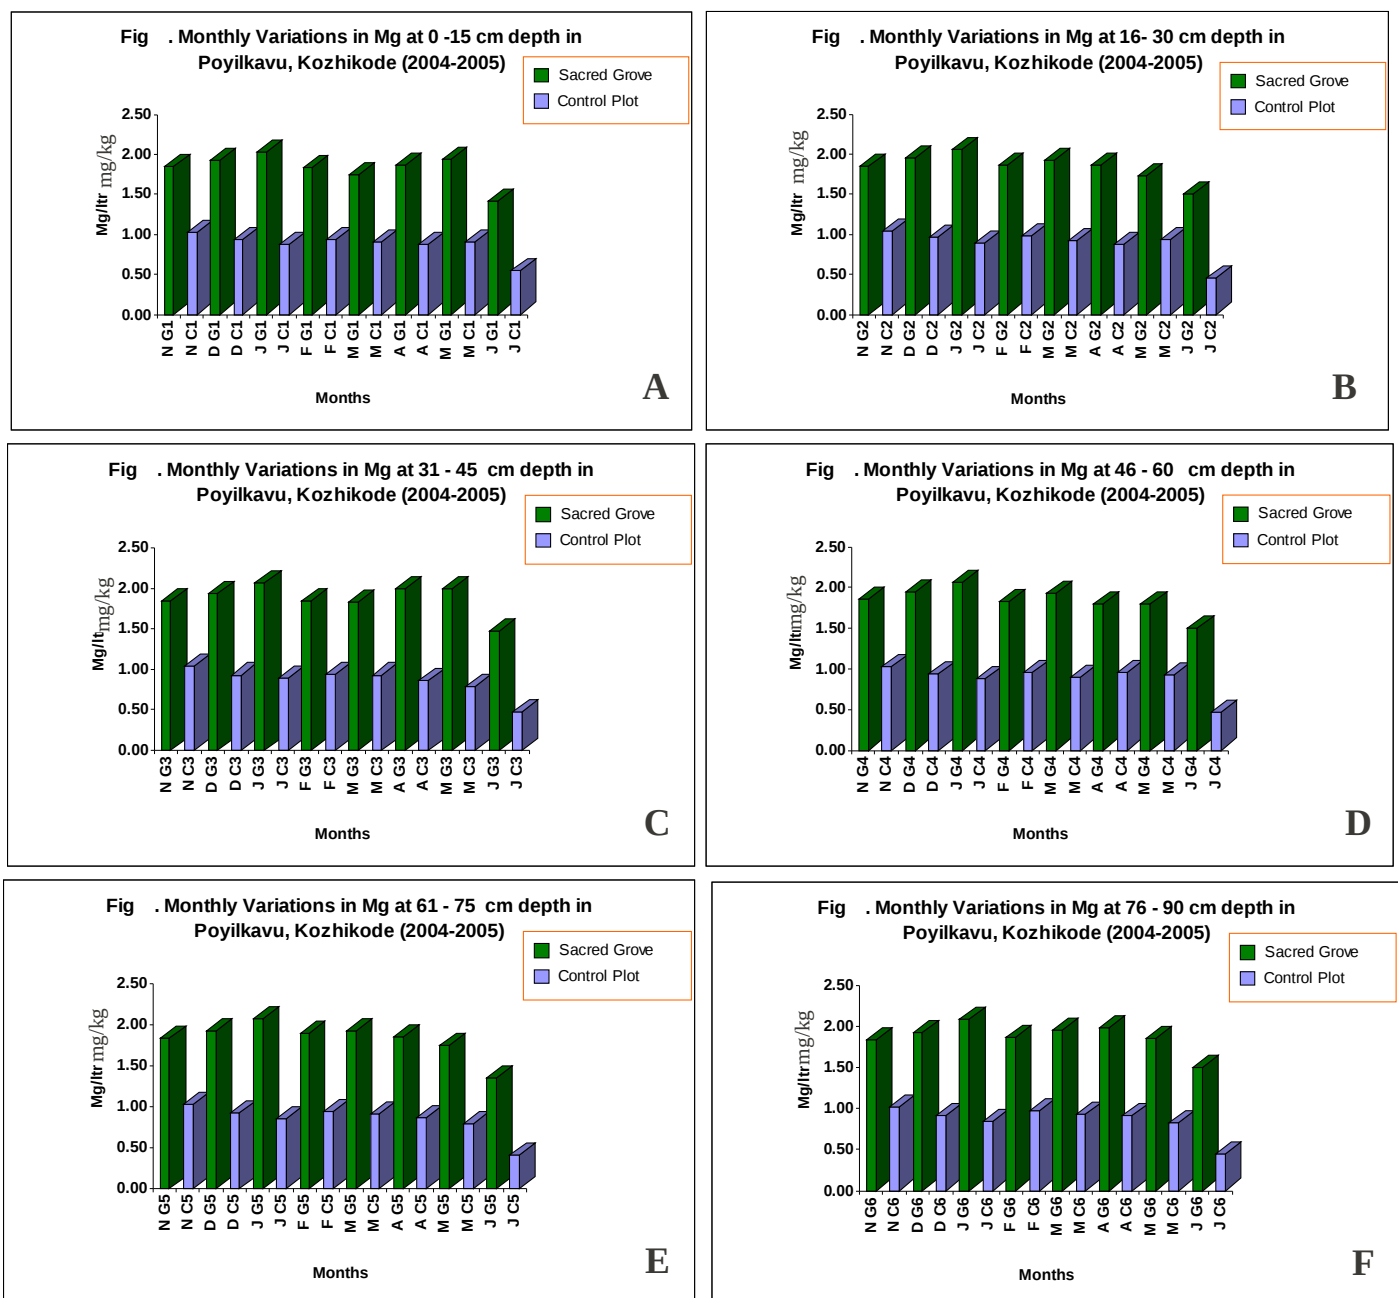 Fig . Monthly Variations in Mg at 0 -15 cm depth in
Poyilkavu, Kozhikode (2004-2005)
Sacred Grove
Control Plot
2.50
2.00
1.50
1.00
0.50
0.00
Mg/ltr mg/kg
N G1 N C1 D G1 D C1 J G1 J C1 F G1 F C1 M G1 M C1 A G1 A C1 M G1 M C1 J G1 J C1
Months
A
Fig . Monthly Variations in Mg at 16- 30 cm depth in
Poyilkavu, Kozhikode (2004-2005)
Sacred Grove
Control Plot
2.50
2.00
1.50
1.00
0.50
0.00
Mg/ltr mg/kg
N G2 N C2 D G2 D C2 J G2 J C2 F G2 F C2 M G2 M C2 A G2 A C2 M G2 M C2 J G2 J C2
Months
B
Fig . Monthly Variations in Mg at 31 - 45 cm depth in
Poyilkavu, Kozhikode (2004-2005)
Sacred Grove
Control Plot
2.50
2.00
1.50
1.00
0.50
0.00
Mg/lt mg/kg
N G3 N C3 D G3 D C3 J G3 J C3 F G3 F C3 M G3 M C3 A G3 A C3 M G3 M C3 J G3 J C3
Months
C
Fig . Monthly Variations in Mg at 46 - 60 cm depth in
Poyilkavu, Kozhikode (2004-2005)
Sacred Grove
Control Plot
2.50
2.00
1.50
1.00
0.50
0.00
Mg/lt mg/kg
N G4 N C4 D G4 D C4 J G4 J C4 F G4 F C4 M G4 M C4 A G4 A C4 M G4 M C4 J G4 J C4
Months
D
Fig . Monthly Variations in Mg at 61 - 75 cm depth in
Poyilkavu, Kozhikode (2004-2005)
Sacred Grove
Control Plot
2.50
2.00
1.50
1.00
0.50
0.00
Mg/ltr mg/kg
N G5 N C5 D G5 D C5 J G5 J C5 F G5 F C5 M G5 M C5 A G5 A C5 M G5 M C5 J G5 J C5
Months
E
Fig . Monthly Variations in Mg at 76 - 90 cm depth in
Poyilkavu, Kozhikode (2004-2005)
Sacred Grove
Control Plot
2.50
2.00
1.50
1.00
0.50
0.00
Mg/ltr mg/kg
N G6 N C6 D G6 D C6 J G6 J C6 F G6 F C6 M G6 M C6 A G6 A C6 M G6 M C6 J G6 J C6
Months
F